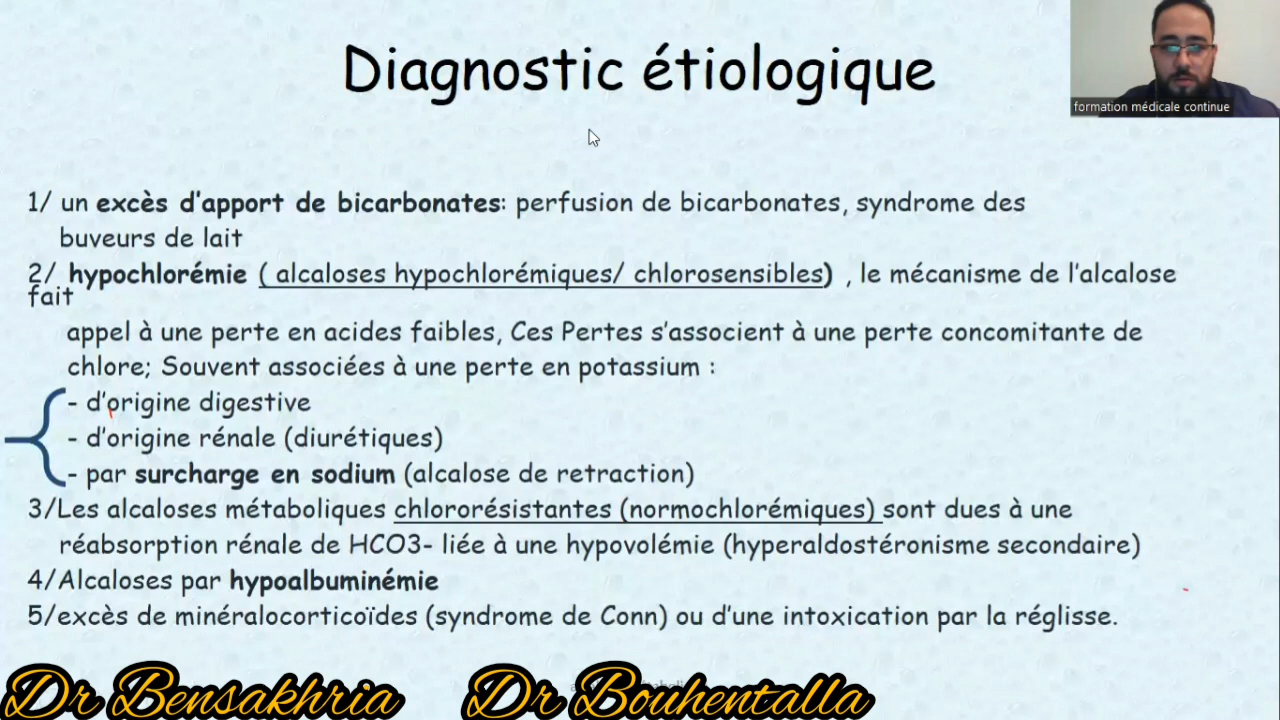 Diagnostic étiologique
formation médicale continue
1/ un excès d'apport de bicarbonates: perfusion de bicarbonates, syndrome des
buveurs de lait
2/ hypochlorémie ( alcaloses hypochlorémiques/ chlorosensibles) , le mécanisme de l'alcalose
fait
appel à une perte en acides faibles, Ces Pertes s'associent à une perte concomitante de
chlore; Souvent associées à une perte en potassium :
- d'origine digestive
- d'origine rénale (diurétiques)
- par surcharge en sodium (alcalose de retraction)
3/Les alcaloses métaboliques chlororésistantes (normochlorémiques) sont dues à une
réabsorption rénale de HCO3- liée à une hypovolémie (hyperaldostéronisme secondaire)
4/Alcaloses par hypoalbuminémie
5/excès de minéralocorticoïdes (syndrome de Conn) ou d'une intoxication par la réglisse.
Dr Bensakhria Dr Bouhentalla